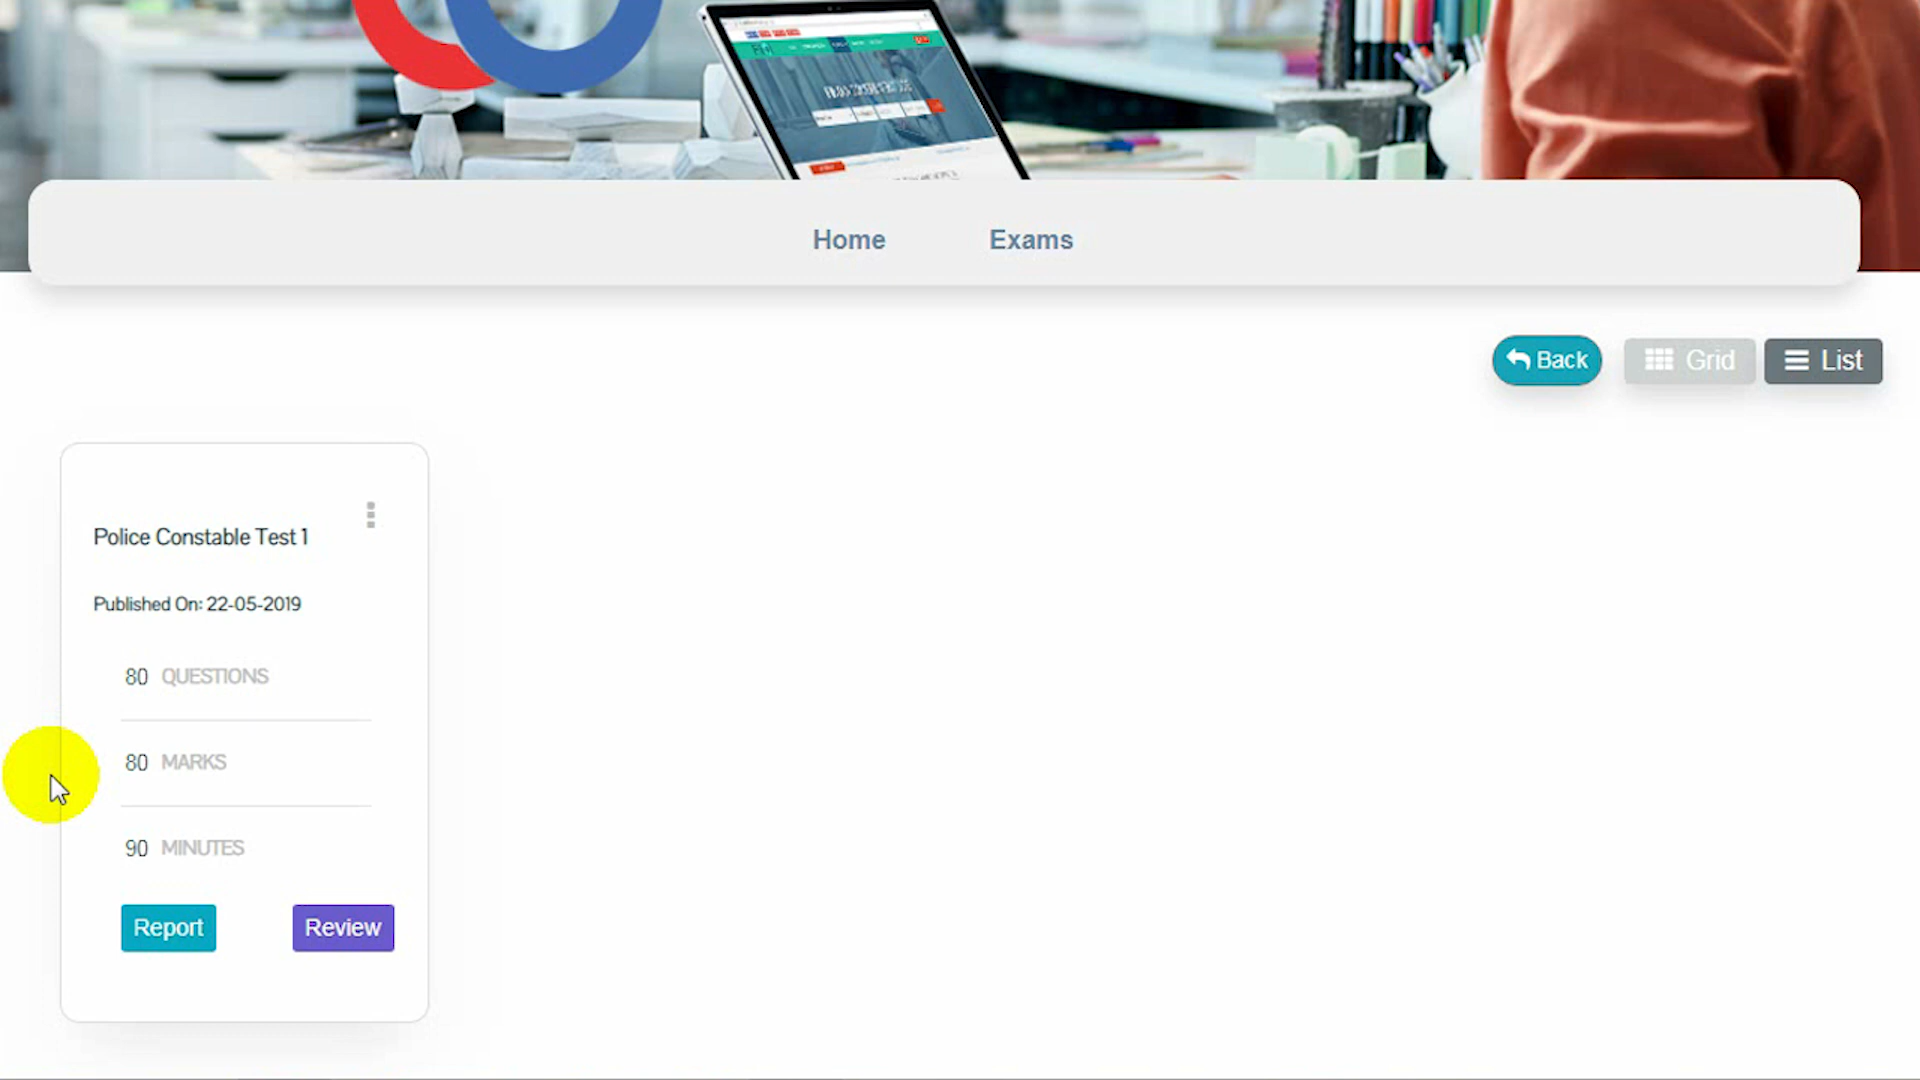 Home Exams
Back Grid List
Police Constable Test 1
Published On: 22-05-2019
80 QUESTIONS
80 MARKS
90 MINUTES
Report Review